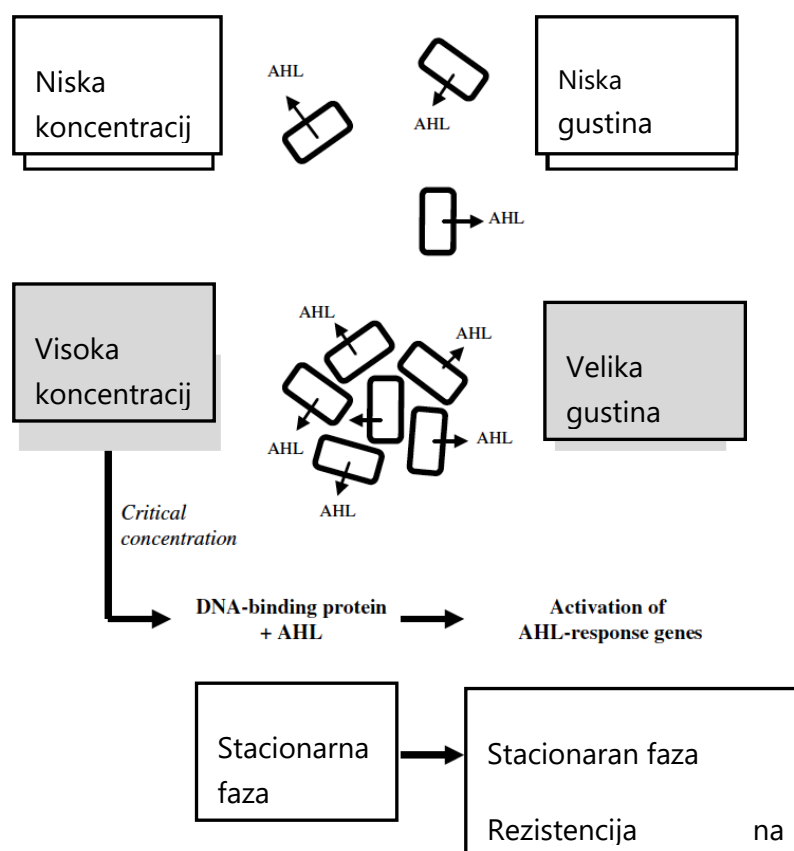 Niska
koncentracij
AHL
AHL
Niska
gustina
AHL
Visoka
koncentracij
AHL
AHL
AHL
AHL
AHL
Velika
gustina
Critical
concentration
DNA-binding protein
+ AHL
Activation of
AHL-response genes
Stacionarna
faza
Stacionaran faza
Rezistencija na